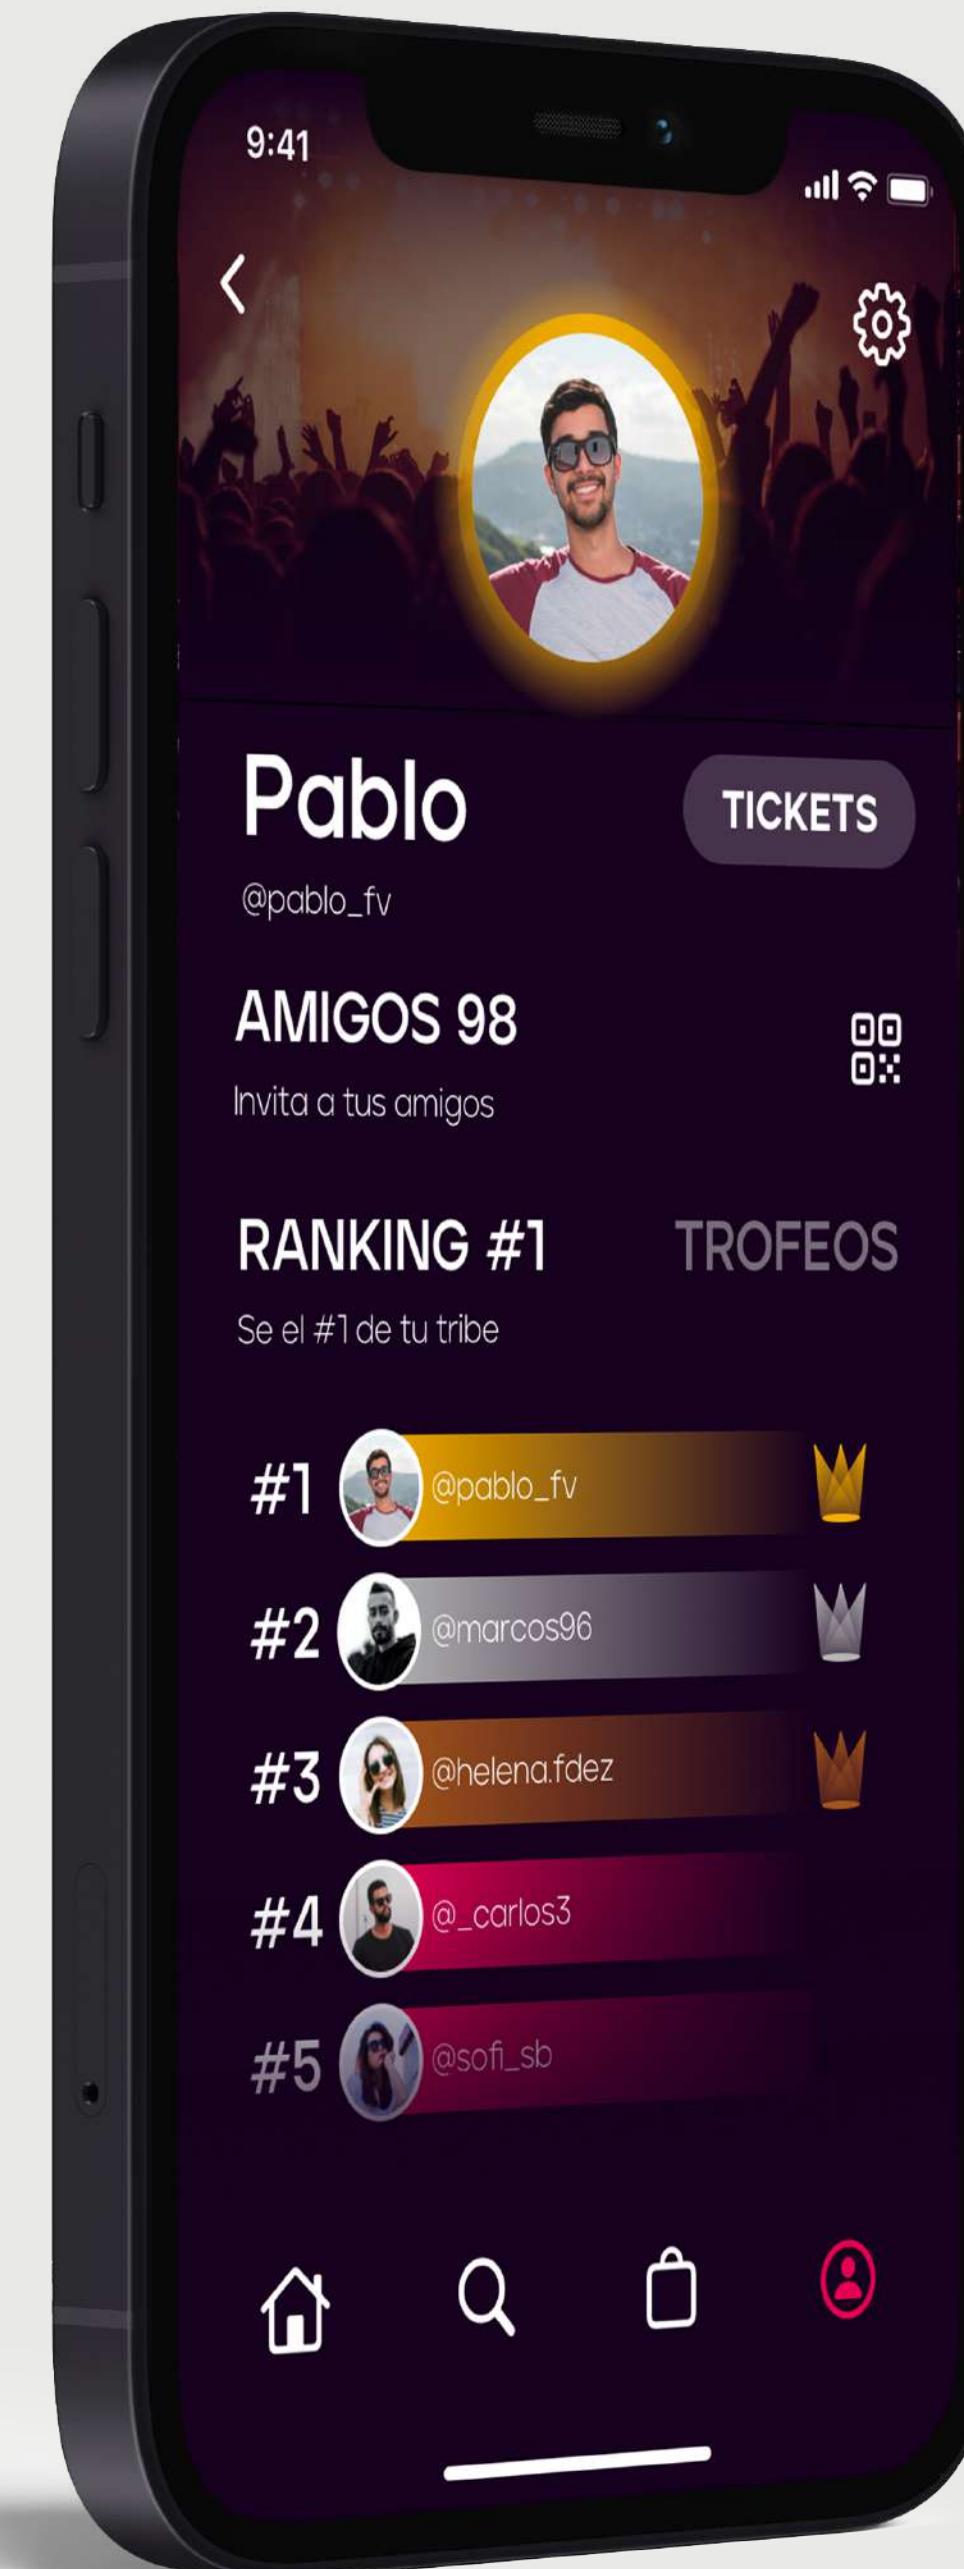 9:41
Pablo
TICKETS
@pablo_fv
AMIGOS 98
Invita a tus amigos
RANKING #1
TROFEOS
Se el #1 de tu tribe
#1 @pablo_fv
#2 @marcos96
#3 @helena.fdez
#4 @_carlos3
#5 @sofi_sb